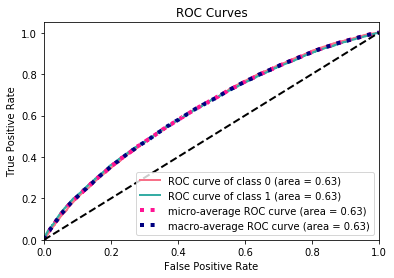 ROC Curves
True Positive Rate
1.0
0.8
0.6
0.4
0.2
0.0
ROC curve of class 0 (area = 0.63)
ROC curve of class 1 (area = 0.63)
micro-average ROC curve (area = 0.63)
macro-average ROC curve (area = 0.63)
0.0 0.2 0.4 0.6 0.8 1.0
False Positive Rate